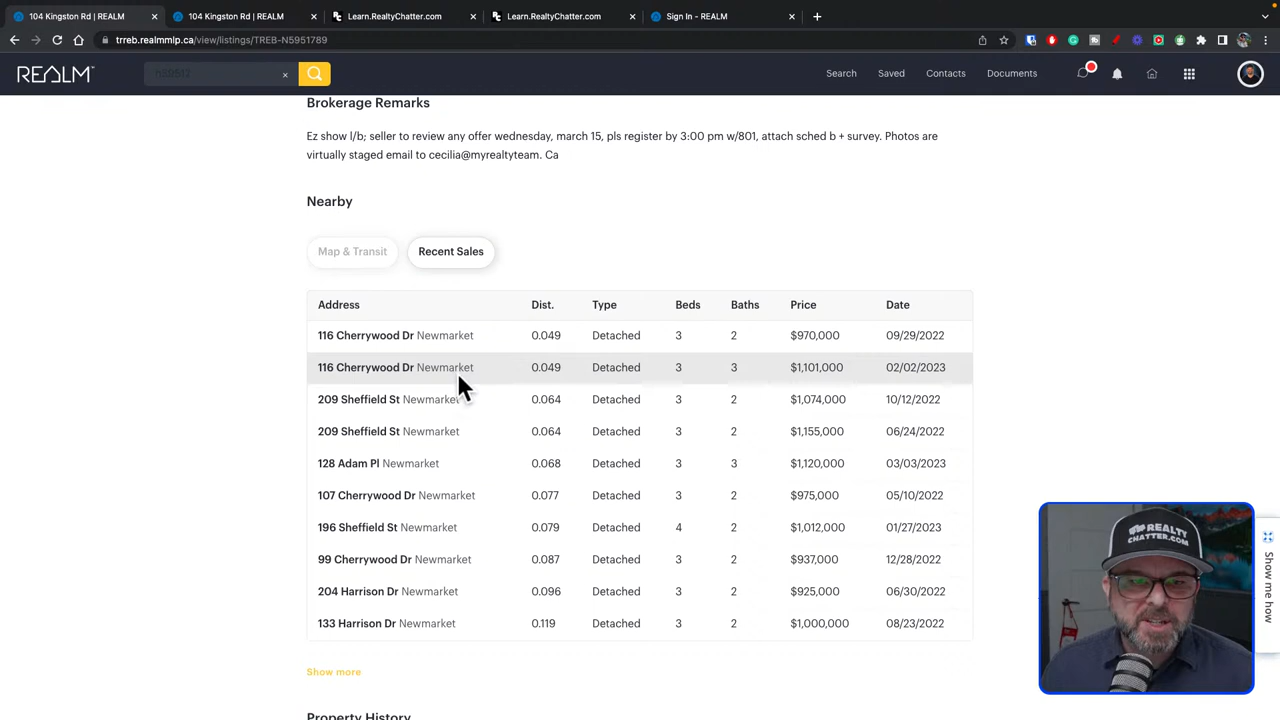 104 Kingston Rd | REALM
104 Kingston Rd | REALM
Learn.RealtyChatter.com
Learn.RealtyChatter.com
Sign In - REALM
trreb.realmmlp.ca/view/listings/TREB-N5951789
REALM
Search
Saved
Contacts
Documents
Brokerage Remarks
Ez show l/b; seller to review any offer wednesday, march 15, pls register by 3:00 pm w/801, attach sched b + survey. Photos are
virtually staged email to cecilia@myrealtyteam. Ca
Nearby
Map & Transit
Recent Sales
Address Dist. Type Beds Baths Price Date
116 Cherrywood Dr Newmarket 0.049 Detached 3 2 $970,000 09/29/2022
116 Cherrywood Dr Newmarket 0.049 Detached 3 3 $1,101,000 02/02/2023
209 Sheffield St Newmarket 0.064 Detached 3 2 $1,074,000 10/12/2022
209 Sheffield St Newmarket 0.064 Detached 3 2 $1,155,000 06/24/2022
128 Adam Pl Newmarket 0.068 Detached 3 3 $1,120,000 03/03/2023
107 Cherrywood Dr Newmarket 0.077 Detached 3 2 $975,000 05/10/2022
196 Sheffield St Newmarket 0.079 Detached 4 2 $1,012,000 01/27/2023
99 Cherrywood Dr Newmarket 0.087 Detached 3 2 $937,000 12/28/2022
204 Harrison Dr Newmarket 0.096 Detached 3 2 $925,000 06/30/2022
133 Harrison Dr Newmarket 0.119 Detached 3 2 $1,000,000 08/23/2022
Show more
Property History
REALTY
CHATTER.COM
Show me how